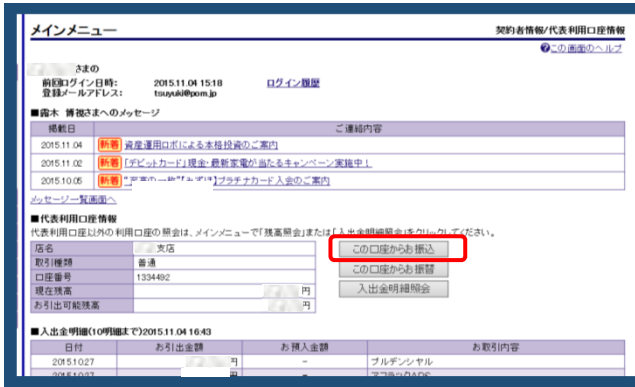 メインメニュー
契約者情報/代表利用口座情報
この画面のヘルプ
さまの
前回ログイン日時: 2015.11.04 15:18 ログイン履歴
登録メールアドレス: tsuyuki@pom.jp
■露木 博視さまへのメッセージ
掲載日 ご連絡内容
2015.11.04 新着 資産運用ロボによる本格投資のご案内
2015.11.02 新着 「デビットカード」現金・最新家電が当たるキャンペーン実施中！
2015.10.05 新着 プラチナカード入会のご案内
メッセージ一覧画面へ
■代表利用口座情報
代表利用口座以外の利用口座の照会は、メインメニューで「残高照会」または「入出金明細照会」をクリックしてください。
店名 支店
この口座からお振込
取引種類 普通
この口座からお振替
口座番号 1334492
現在残高 円
入出金明細照会
お引出可能残高 円
■入出金明細(10明細まで)2015.11.04 16:43
日付 お引出金額 お預入金額 お取引内容
2015.10.27 円 − プルデンシヤル
2015.10.27